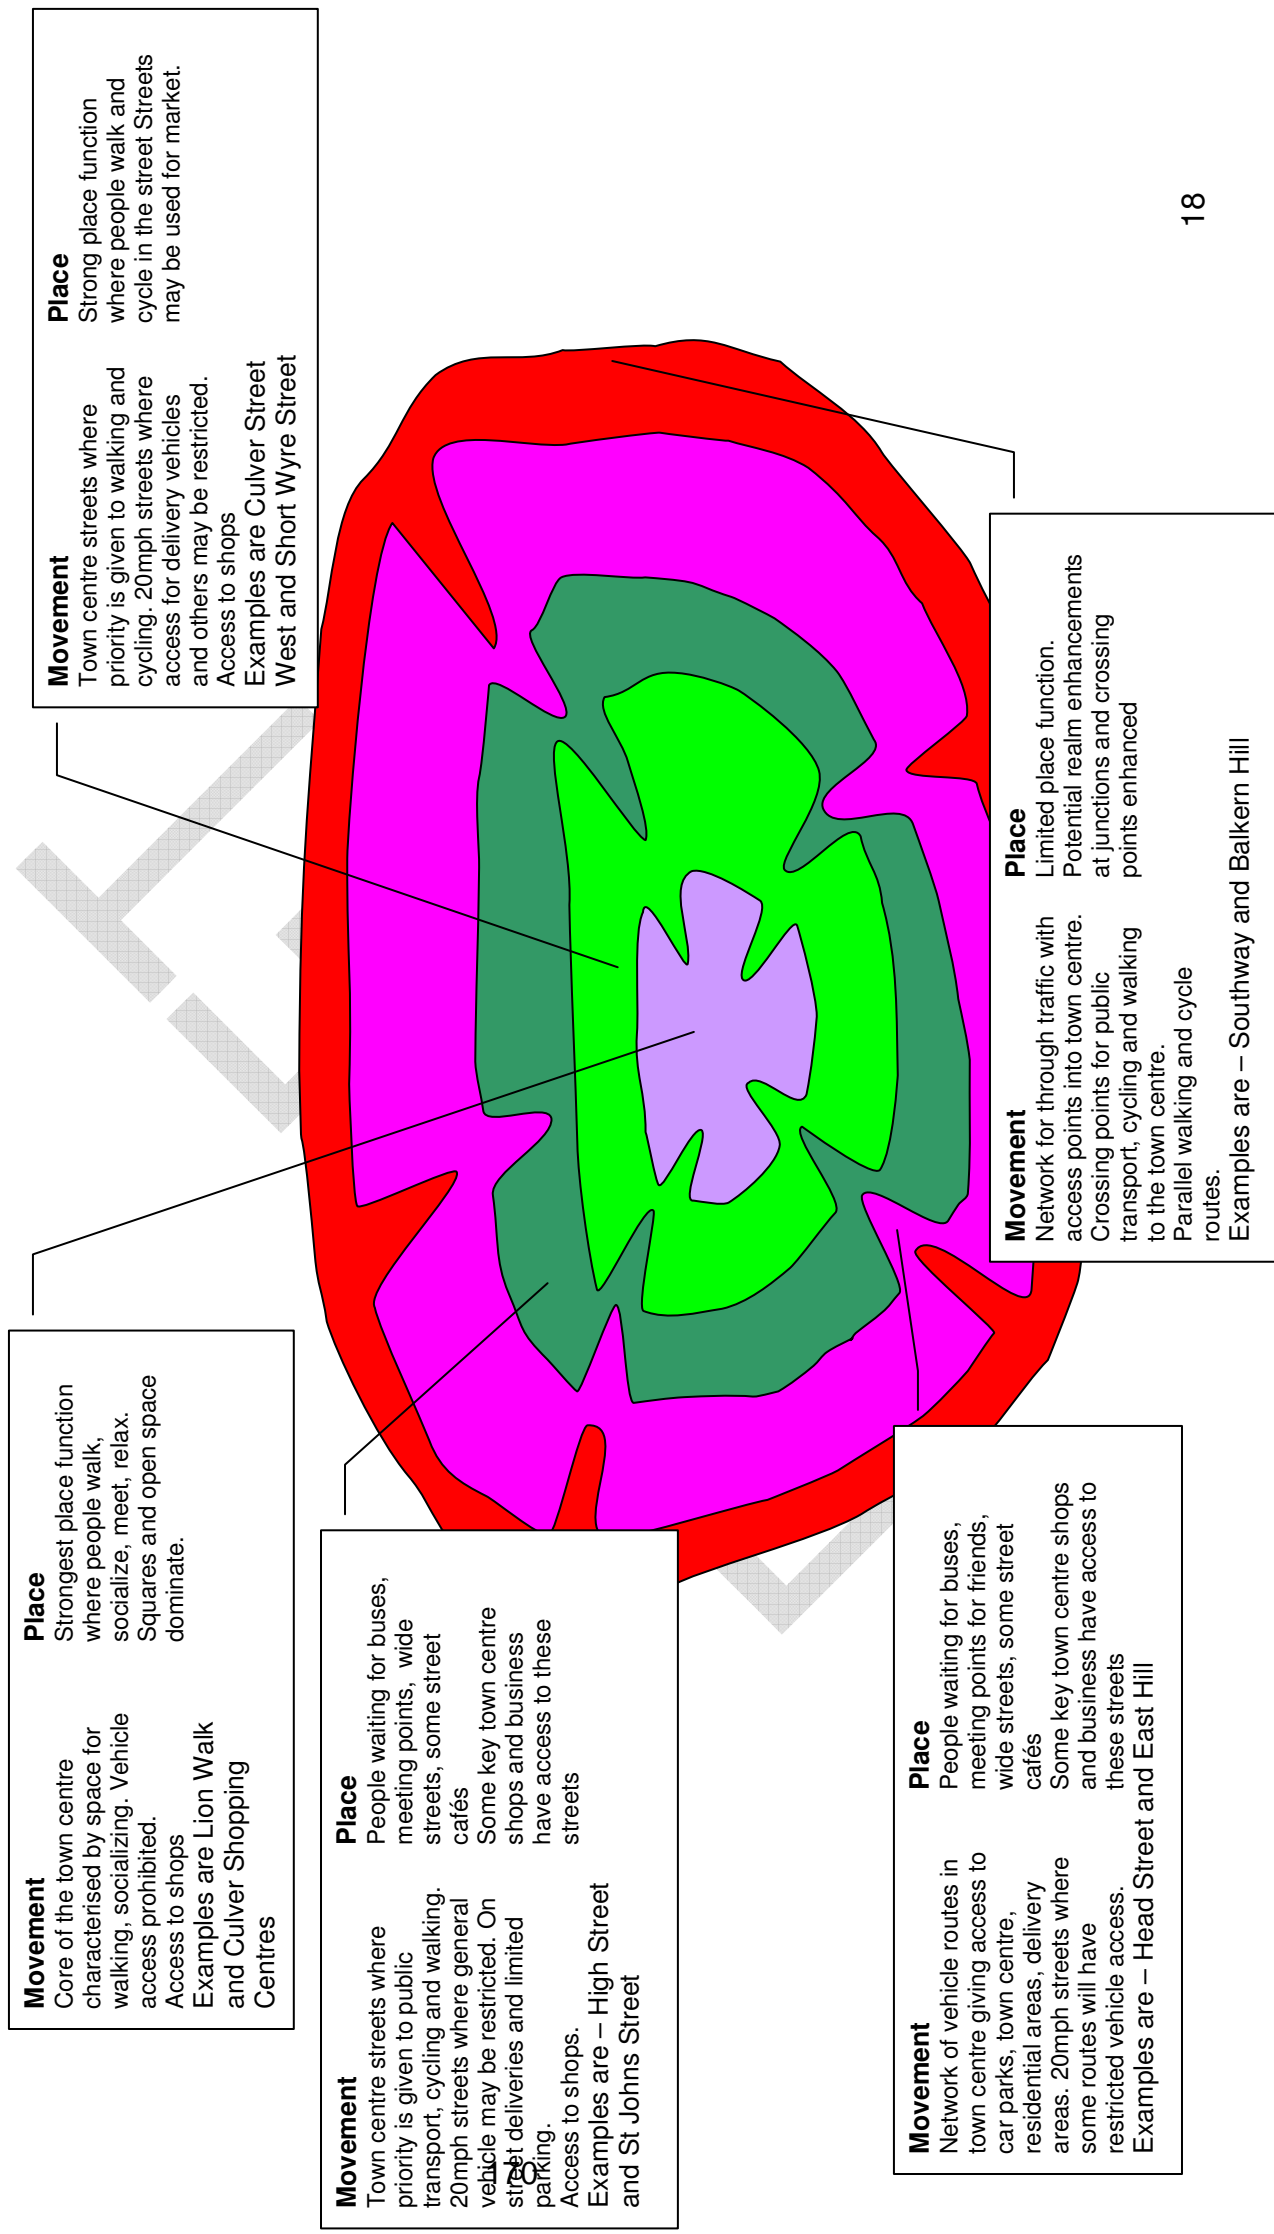 Movement
Core of the town centre
characterised by space for
walking, socializing. Vehicle
access prohibited.
Access to shops
Examples are Lion Walk
and Culver Shopping
Centres
Place
Strongest place function
where people walk,
socialize, meet, relax.
Squares and open space
dominate.
Movement
Town centre streets where
priority is given to walking and
cycling. 20mph streets where
access for delivery vehicles
and others may be restricted.
Access to shops
Examples are Culver Street
West and Short Wyre Street
Place
Strong place function
where people walk and
cycle in the street Streets
may be used for market.
Movement
Town centre streets where
priority is given to public
transport, cycling and walking.
20mph streets where general
vehicle may be restricted. On
street deliveries and limited
parking.
Access to shops.
Examples are – High Street
and St Johns Street
Place
People waiting for buses,
meeting points, wide
streets, some street
cafés
Some key town centre
shops and business
have access to these
streets
Movement
Network of vehicle routes in
town centre giving access to
car parks, town centre,
residential areas, delivery
areas. 20mph streets where
some routes will have
restricted vehicle access.
Examples are – Head Street and East Hill
Place
People waiting for buses,
meeting points for friends,
wide streets, some street
cafés
Some key town centre shops
and business have access to
these streets
Movement
Network for through traffic with
access points into town centre.
Crossing points for public
transport, cycling and walking
to the town centre.
Parallel walking and cycle
routes.
Examples are – Southway and Balkern Hill
Place
Limited place function.
Potential realm enhancements
at junctions and crossing
points enhanced
18
170